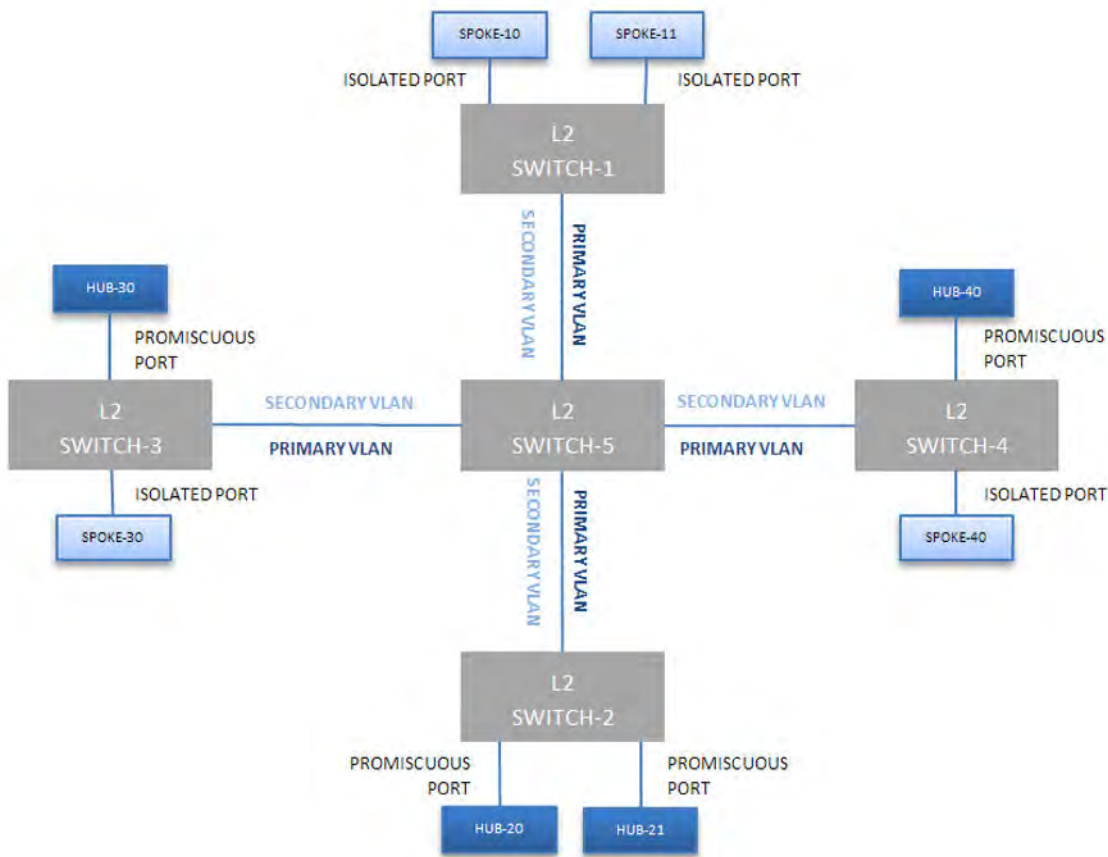 SPOKE-10
SPOKE-11
ISOLATED PORT
ISOLATED PORT
L2
SWITCH-1
SECONDARY VLAN
PRIMARY VLAN
HUB-30
HUB-40
PROMISCUOUS
PORT
PROMISCUOUS
PORT
L2
SWITCH-3
SECONDARY VLAN
PRIMARY VLAN
L2
SWITCH-5
SECONDARY VLAN
PRIMARY VLAN
L2
SWITCH-4
ISOLATED PORT
ISOLATED PORT
SPOKE-30
SPOKE-40
SECONDARY VLAN
PRIMARY VLAN
L2
SWITCH-2
PROMISCUOUS
PORT
PROMISCUOUS
PORT
HUB-20
HUB-21